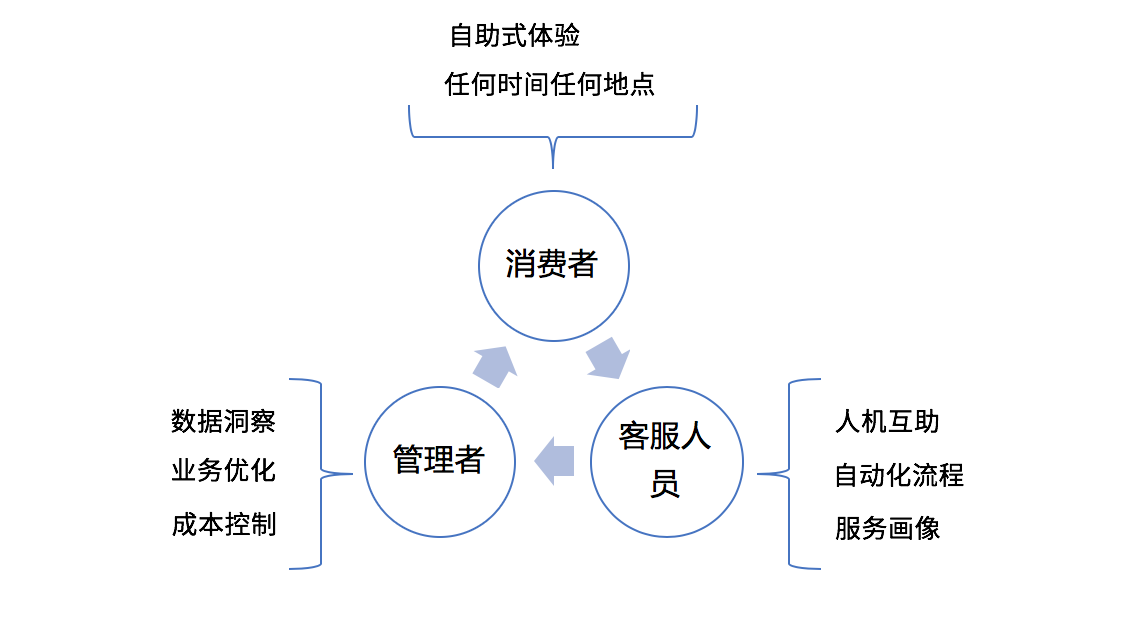 自助式体验
任何时间任何地点
消费者
管理者
客服人
员
数据洞察
业务优化
成本控制
人机互助
自动化流程
服务画像